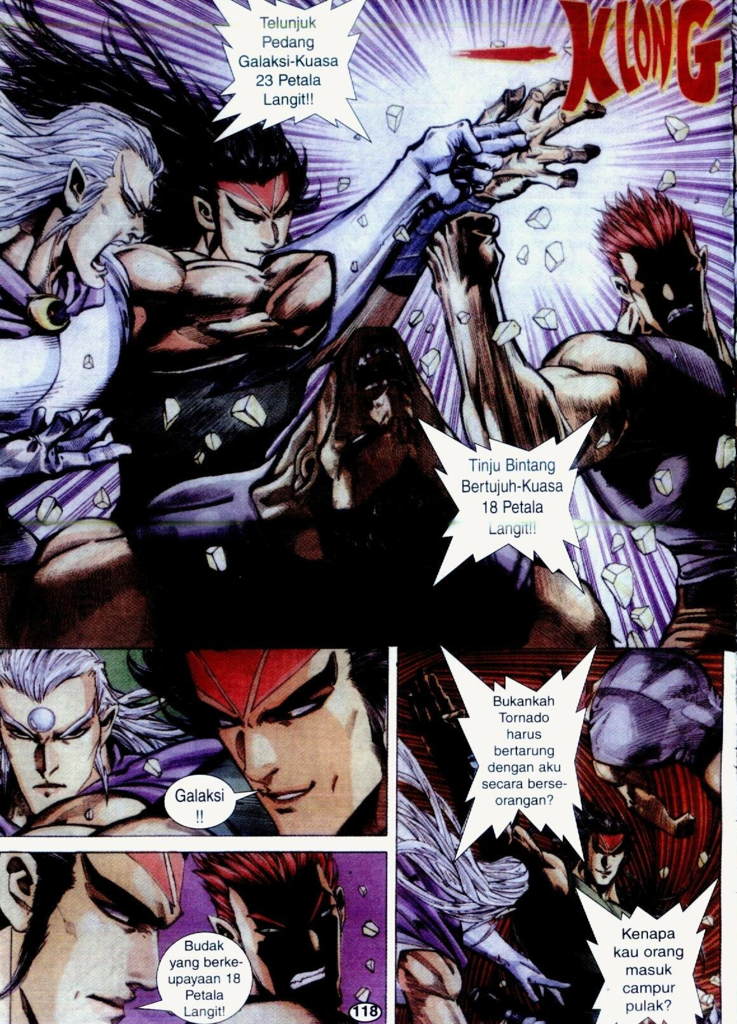 Telunjuk
Pedang
Galaksi-Kuasa
23 Petala
Langit!!
KLONG
Tinju Bintang
Bertujuh-Kuasa
18 Petala
Langit!!
Galaksi
!!
Bukankah
Tornado
harus
bertarung
dengan aku
secara berse-
orangan?
Budak
yang berke-
upayaan 18
Petala
Langit!
118
Kenapa
kau orang
masuk
campur
pulak?